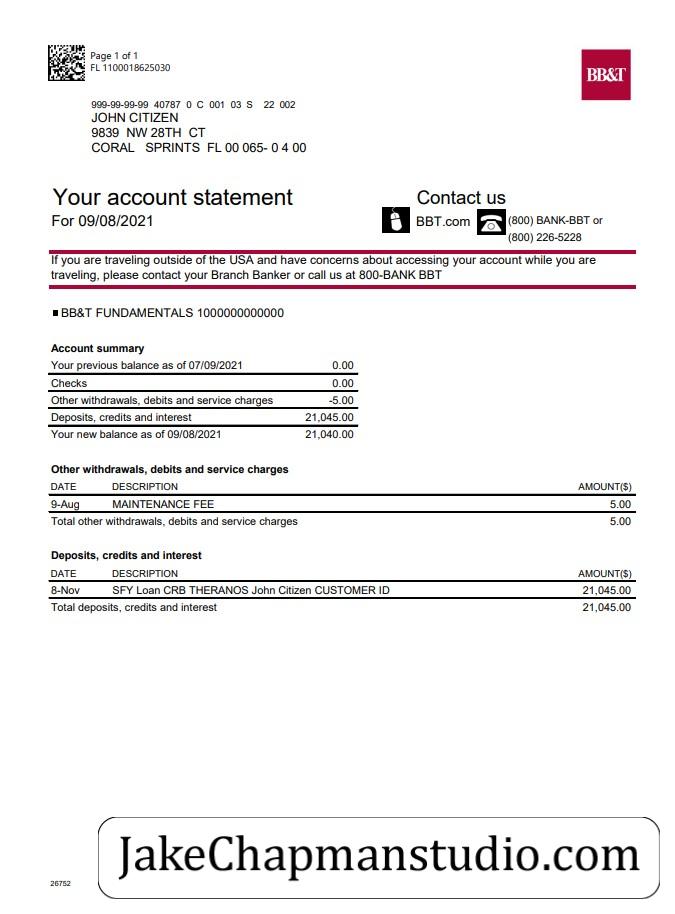 Page 1 of 1
FL 1100018625030
BB&T
999-99-99-99 40787 0 C 001 03 S 22 002
JOHN CITIZEN
9839 NW 28TH CT
CORAL SPRINTS FL 00 065- 0 4 00
Your account statement
For 09/08/2021
Contact us
BBT.com
(800) BANK-BBT or
(800) 226-5228
If you are traveling outside of the USA and have concerns about accessing your account while you are
traveling, please contact your Branch Banker or call us at 800-BANK BBT
BB&T FUNDAMENTALS 1000000000000
Account summary
Your previous balance as of 07/09/2021 0.00
Checks 0.00
Other withdrawals, debits and service charges -5.00
Deposits, credits and interest 21,045.00
Your new balance as of 09/08/2021 21,040.00
Other withdrawals, debits and service charges
DATE DESCRIPTION AMOUNT($)
9-Aug MAINTENANCE FEE 5.00
Total other withdrawals, debits and service charges 5.00
Deposits, credits and interest
DATE DESCRIPTION AMOUNT($)
8-Nov SFY Loan CRB THERANOS John Citizen CUSTOMER ID 21,045.00
Total deposits, credits and interest 21,045.00
JakeChapmanstudio.com
26752